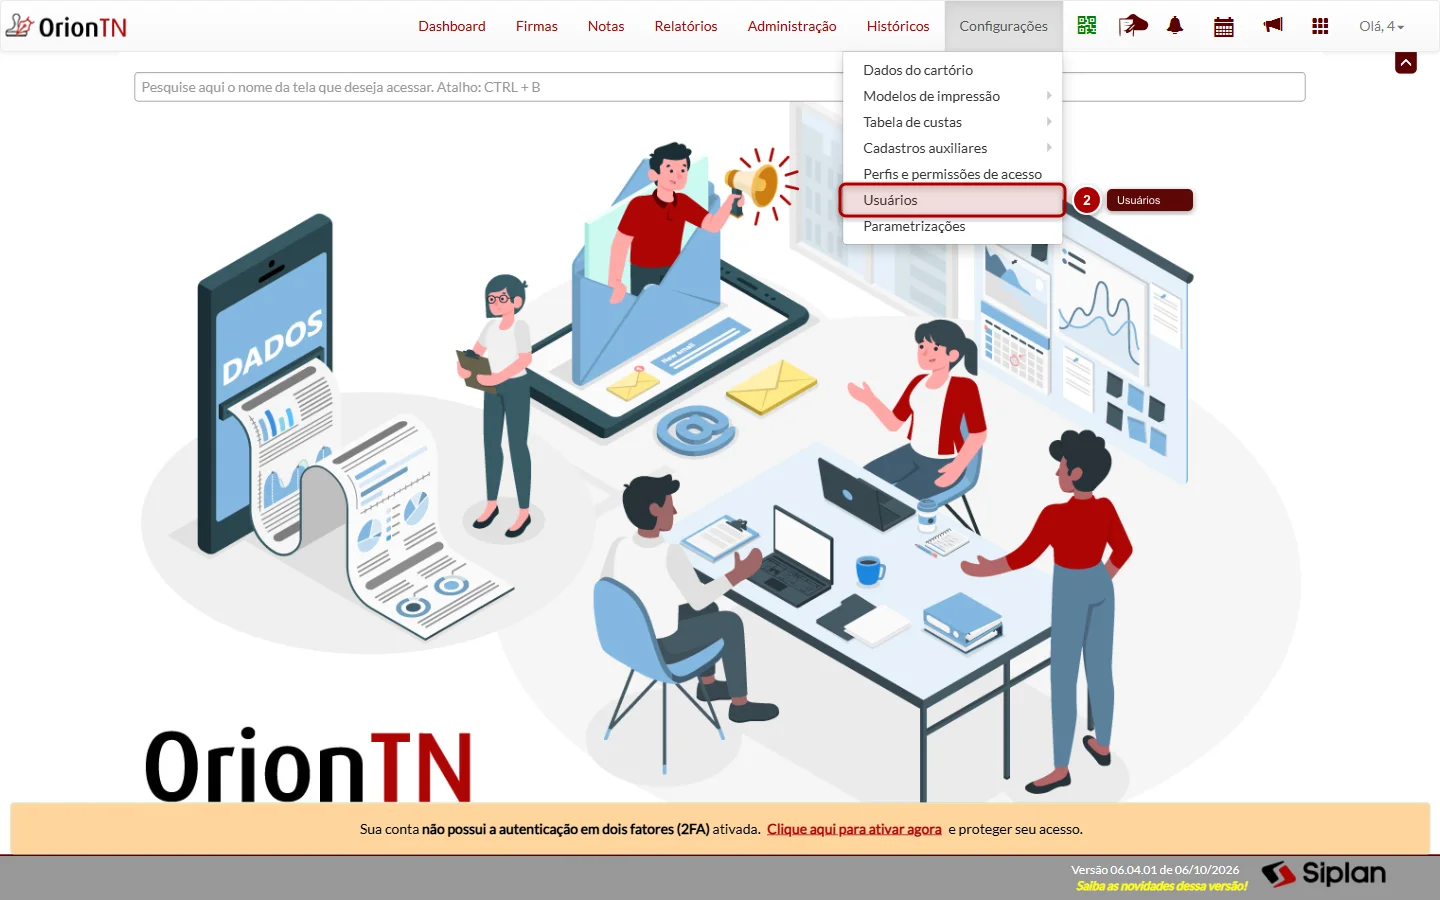 OrionTN
Dashboard
Firmas
Notas
Relatórios
Administração
Históricos
Configurações
Olá, 4
Pesquise aqui o nome da tela que deseja acessar. Atalho: CTRL + B
Dados do cartório
Modelos de impressão
Tabela de custas
Cadastros auxiliares
Perfis e permissões de acesso
Usuários
2
Usuários
Parametrizações
DADOS
New email
@
OrionTN
Sua conta não possui a autenticação em dois fatores (2FA) ativada. Clique aqui para ativar agora e proteger seu acesso.
Versão 06.04.01 de 06/10/2026
Saiba as novidades dessa versão!
Siplan